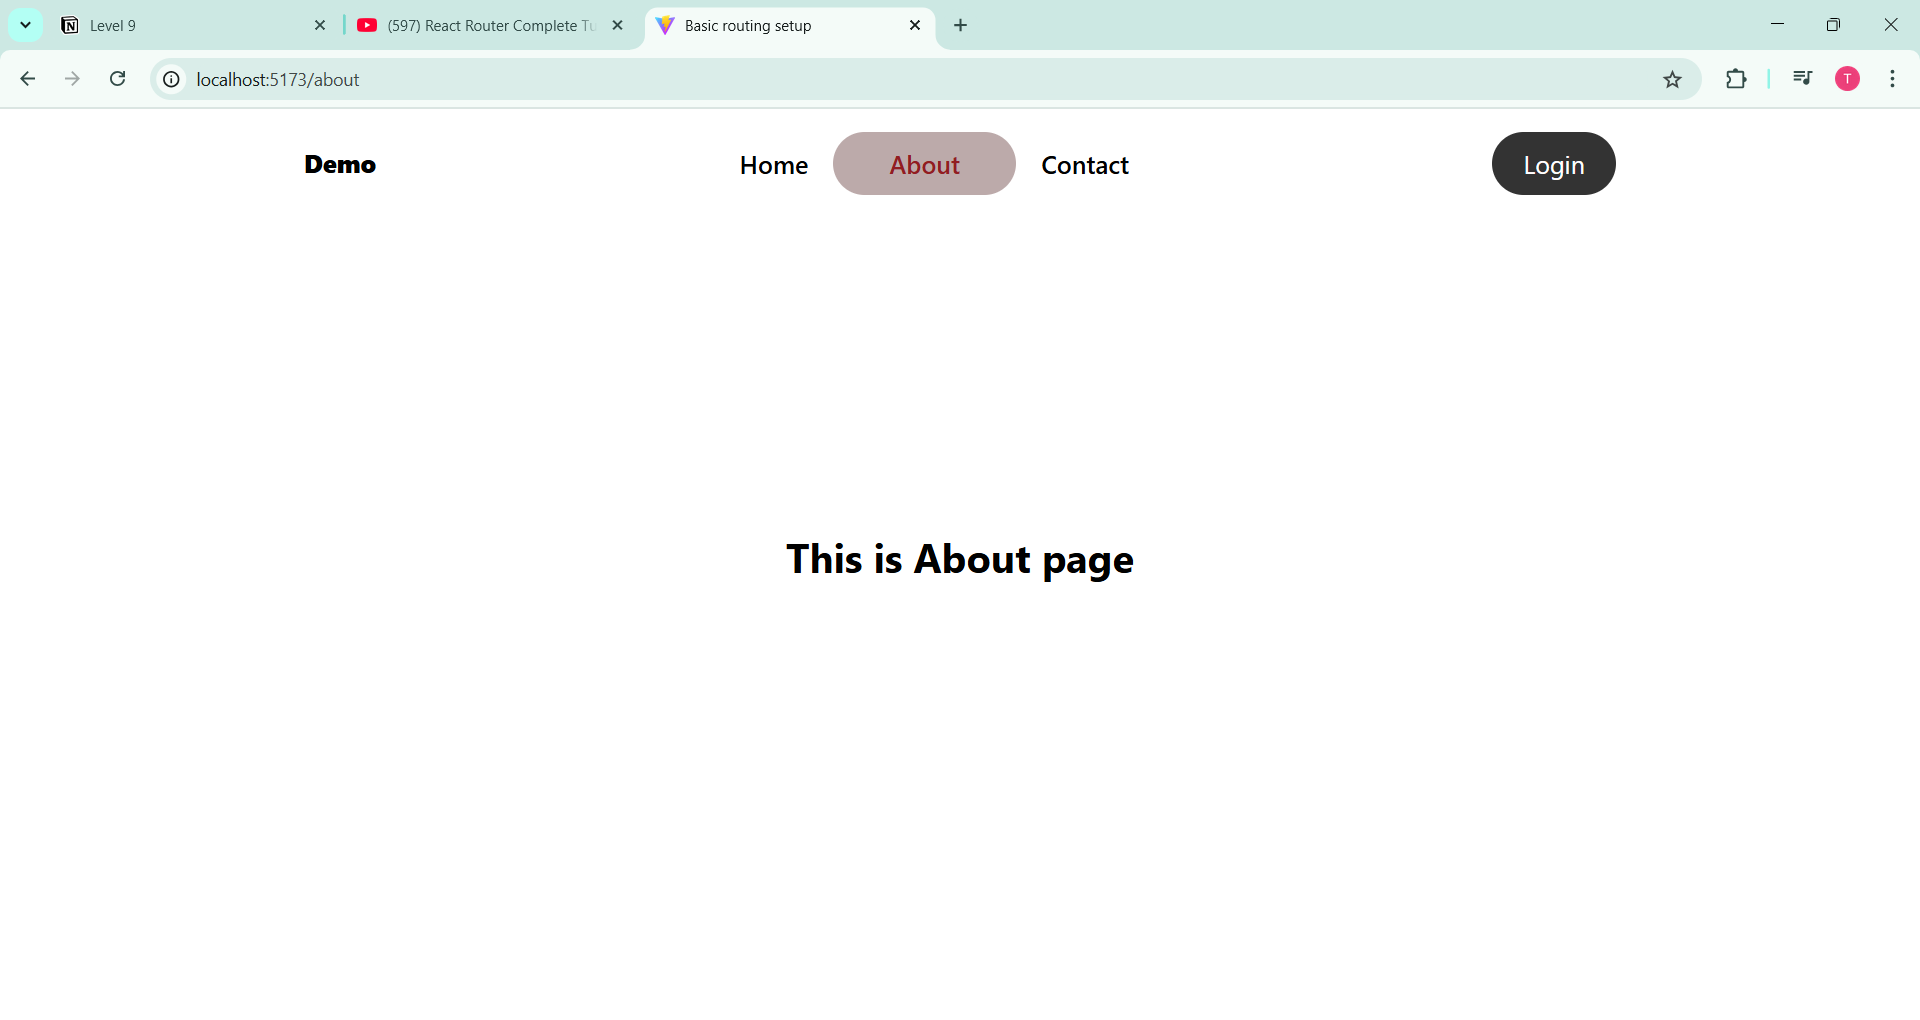 Level 9
(597) React Router Complete Tu
Basic routing setup
localhost:5173/about
T
Demo
Home
About
Contact
Login
This is About page